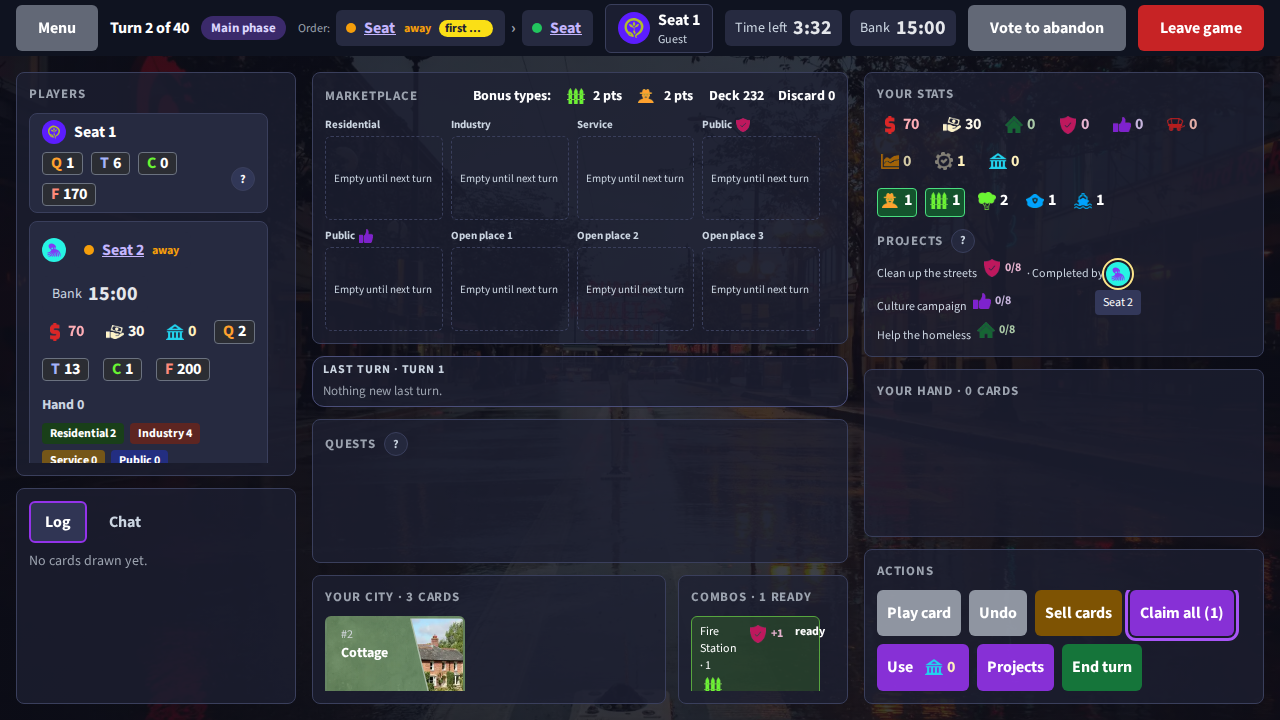 Menu
Turn 2 of 40
Main phase
Order:
Seat
away
first ...
›
Seat
Seat 1
Guest
Time left 3:32
Bank 15:00
Vote to abandon
Leave game
PLAYERS
Seat 1
Q 1
T 6
C 0
F 170
?
Seat 2
away
Bank 15:00
70
30
0
Q 2
T 13
C 1
F 200
Hand 0
Residential 2
Industry 4
Service 0
Public 0
Log
Chat
No cards drawn yet.
MARKETPLACE
Bonus types:
2 pts
2 pts
Deck 232
Discard 0
Residential
Industry
Service
Public
Empty until next turn
Empty until next turn
Empty until next turn
Empty until next turn
Public
Open place 1
Open place 2
Open place 3
Empty until next turn
Empty until next turn
Empty until next turn
Empty until next turn
LAST TURN · TURN 1
Nothing new last turn.
QUESTS
?
YOUR CITY · 3 CARDS
#2
Cottage
COMBOS · 1 READY
Fire
Station
· 1
+1
ready
YOUR STATS
70
30
0
0
0
0
0
1
0
1
1
2
1
1
PROJECTS
?
Clean up the streets 0/8 · Completed by
Seat 2
Culture campaign 0/8
Help the homeless 0/8
YOUR HAND · 0 CARDS
ACTIONS
Play card
Undo
Sell cards
Claim all (1)
Use 0
Projects
End turn